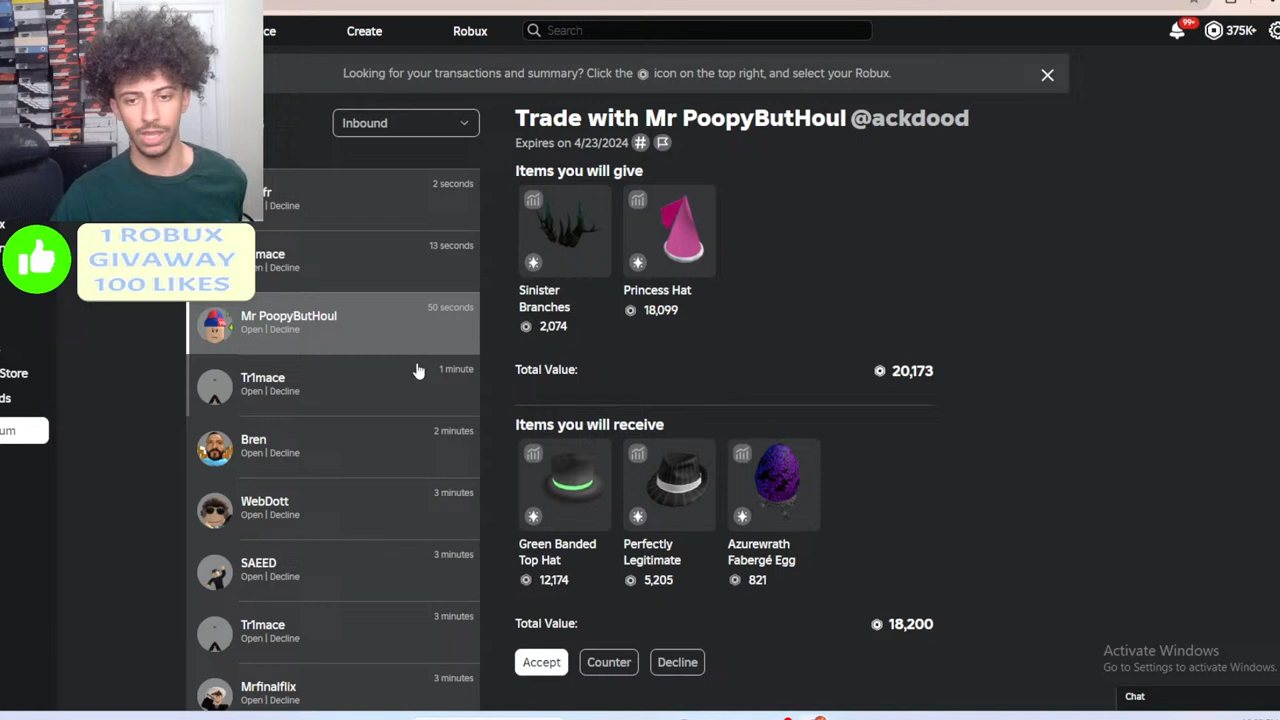 ce
Create
Robux
Search
99+
375K+
Looking for your transactions and summary? Click the icon on the top right, and select your Robux.
Inbound
Trade with Mr PoopyButHoul @ackdood
Expires on 4/23/2024
Items you will give
Sinister Branches
2,074
Princess Hat
18,099
Total Value:
20,173
Items you will receive
Green Banded Top Hat
12,174
Perfectly Legitimate
5,205
Azurewrath Fabergé Egg
821
Total Value:
18,200
Accept
Counter
Decline
fr
2 seconds
| Decline
mace
13 seconds
| Decline
1 ROBUX
GIVAWAY
100 LIKES
Mr PoopyButHoul
50 seconds
Open | Decline
Tr1mace
1 minute
Open | Decline
Bren
2 minutes
Open | Decline
WebDott
3 minutes
Open | Decline
SAEED
3 minutes
Open | Decline
Tr1mace
3 minutes
Open | Decline
Mrfinalflix
3 minutes
Open | Decline
Store
ds
um
Activate Windows
Go to Settings to activate Windows.
Chat